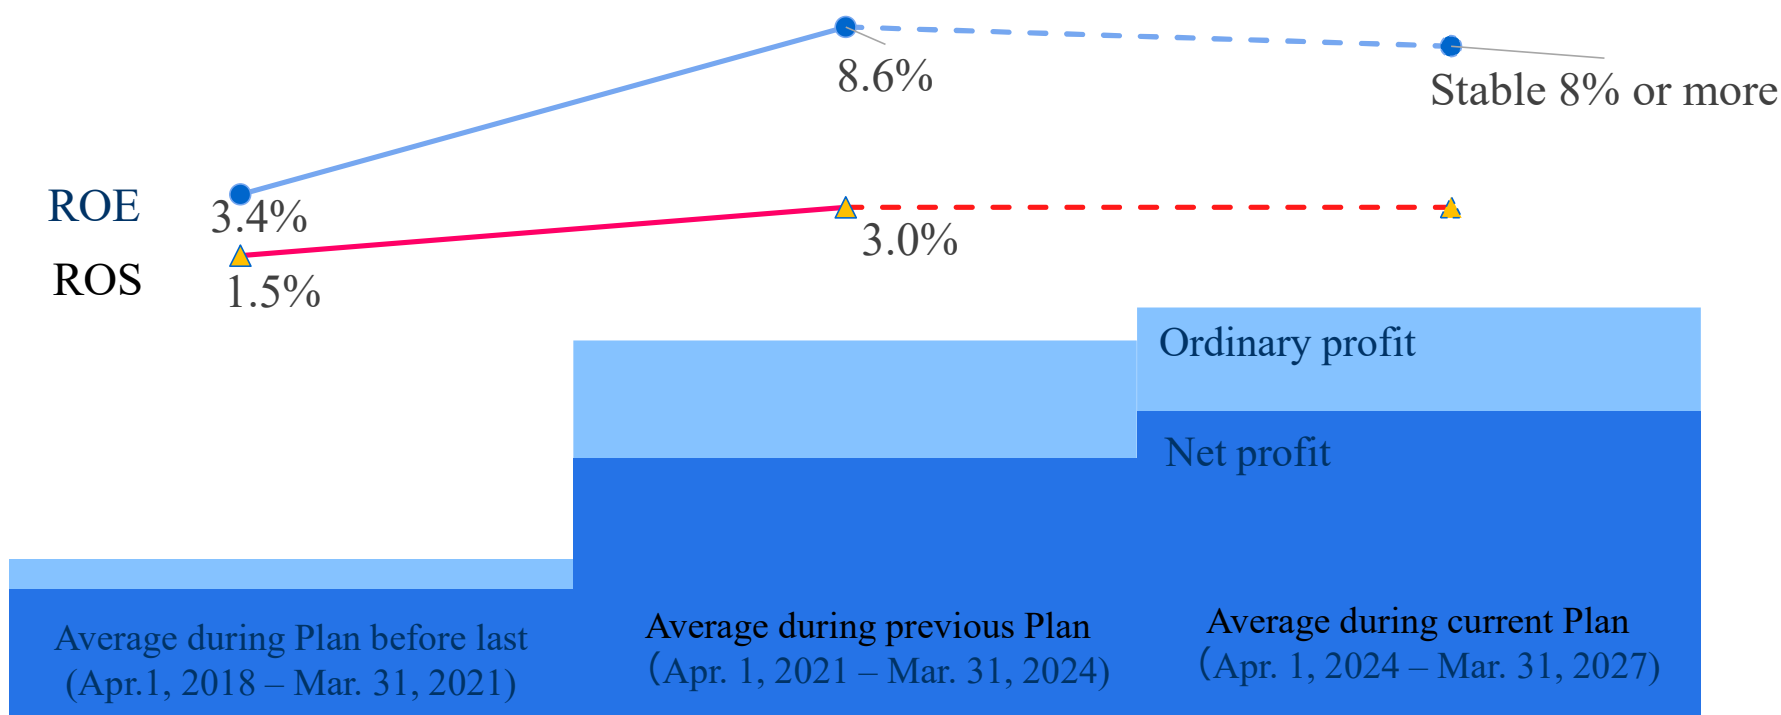 8.6%
Stable 8% or more
ROE
3.4%
3.0%
ROS
1.5%
Ordinary profit
Net profit
Average during Plan before last
(Apr.1, 2018 – Mar. 31, 2021)
Average during previous Plan
（Apr. 1, 2021 – Mar. 31, 2024)
Average during current Plan
（Apr. 1, 2024 – Mar. 31, 2027)